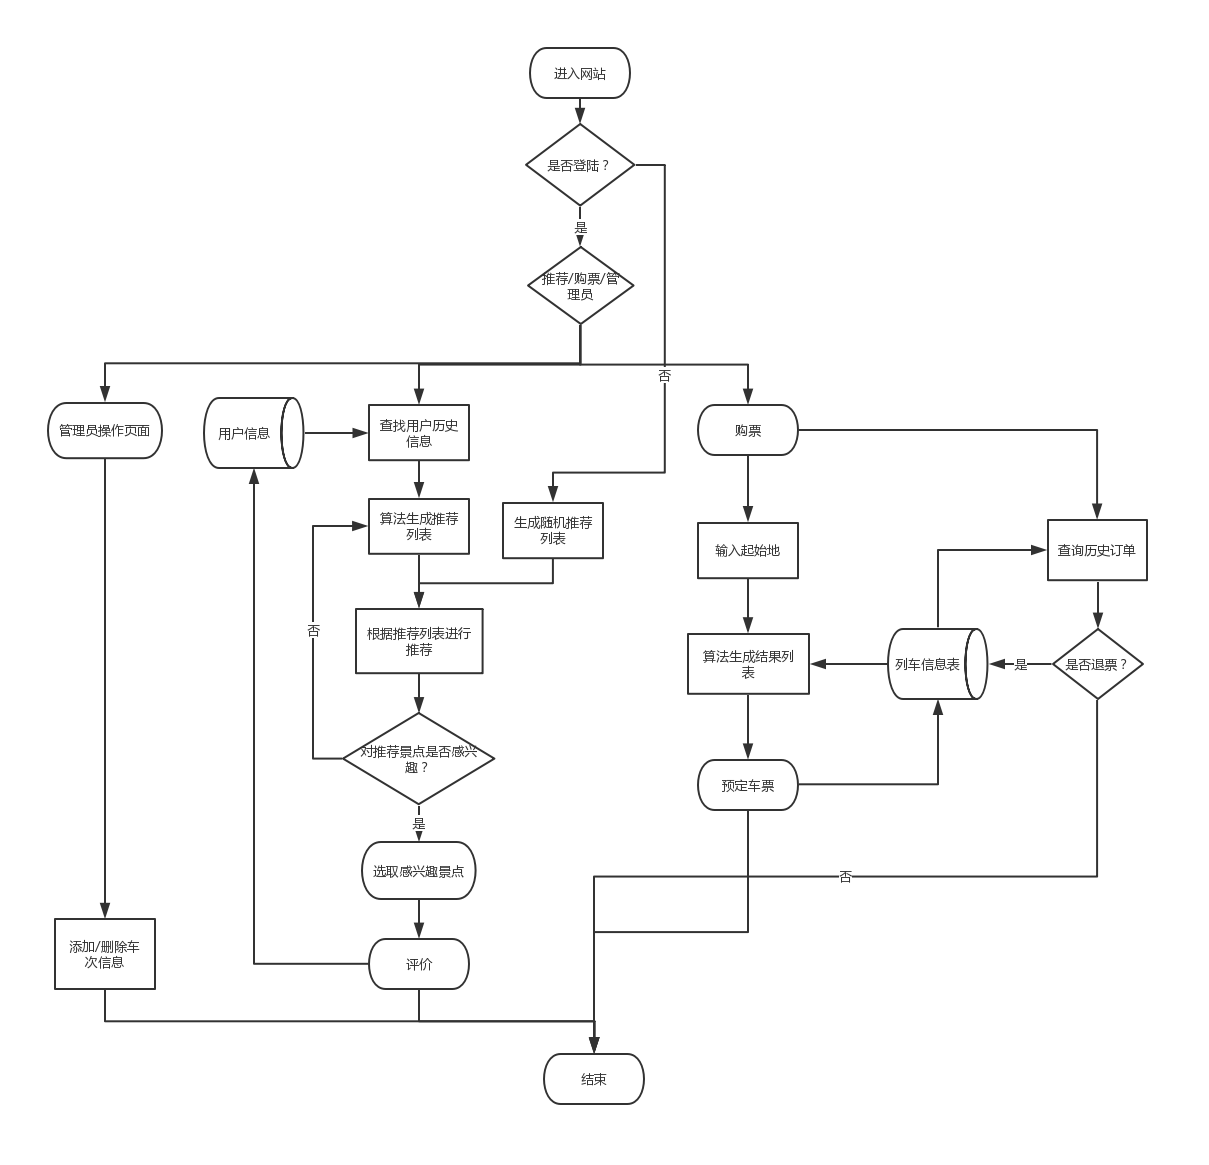 进入网站
是否登陆？
是
推荐/购票/管
理员
否
管理员操作页面
用户信息
查找用户历史
信息
购票
算法生成推荐
列表
生成随机推荐
列表
输入起始地
查询历史订单
否
根据推荐列表进行
推荐
算法生成结果列
表
列车信息表
是
是否退票？
对推荐景点是否感兴
趣？
预定车票
是
选取感兴趣景点
否
添加/删除车
次信息
评价
结束